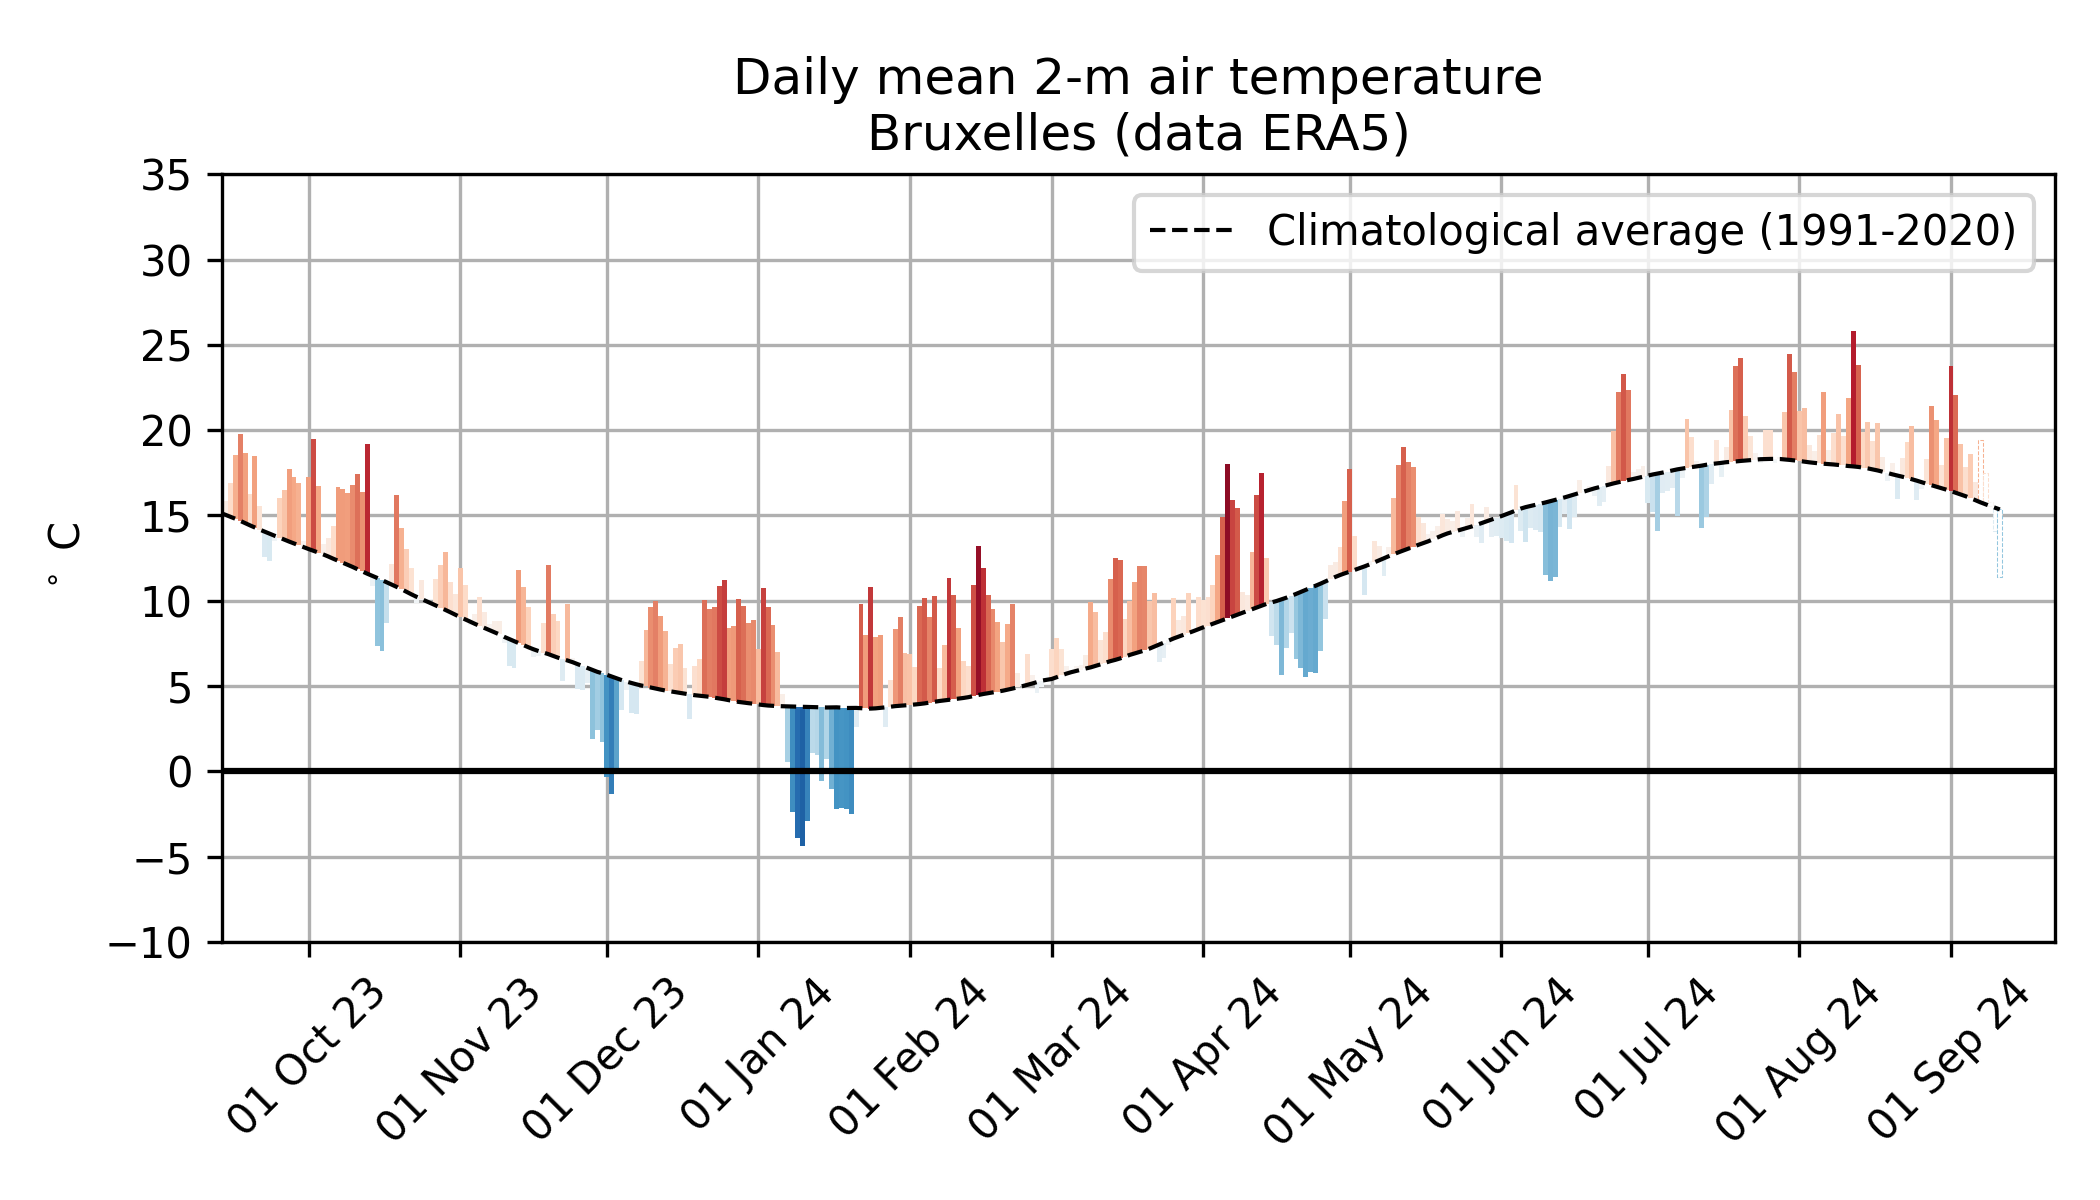 Daily mean 2-m air temperature
Bruxelles (data ERA5)
Climatological average (1991-2020)
35
30
25
20
15
10
5
0
−5
−10
° C
01 Oct 23
01 Nov 23
01 Dec 23
01 Jan 24
01 Feb 24
01 Mar 24
01 Apr 24
01 May 24
01 Jun 24
01 Jul 24
01 Aug 24
01 Sep 24